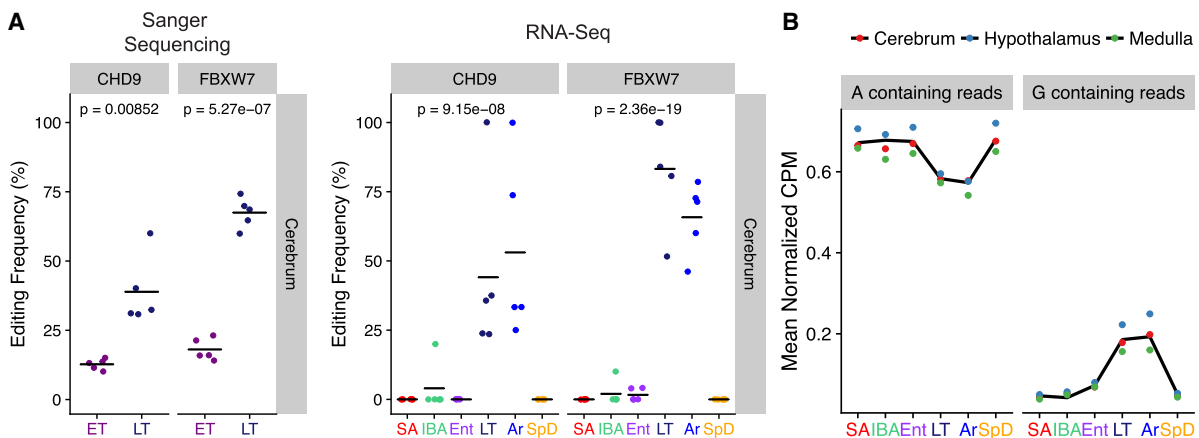 A
Sanger
Sequencing
RNA-Seq
CHD9
FBXW7
CHD9
FBXW7
p = 0.00852
p = 5.27e−07
p = 9.15e−08
p = 2.36e−19
Editing Frequency (%)
100
75
50
25
0
Cerebrum
ET
LT
ET
LT
Editing Frequency (%)
100
75
50
25
0
Cerebrum
SA IBA Ent LT Ar SpD
SA IBA Ent LT Ar SpD
B
Cerebrum Hypothalamus Medulla
A containing reads
G containing reads
Mean Normalized CPM
0.6
0.4
0.2
SA IBA Ent LT Ar SpD
SA IBA Ent LT Ar SpD